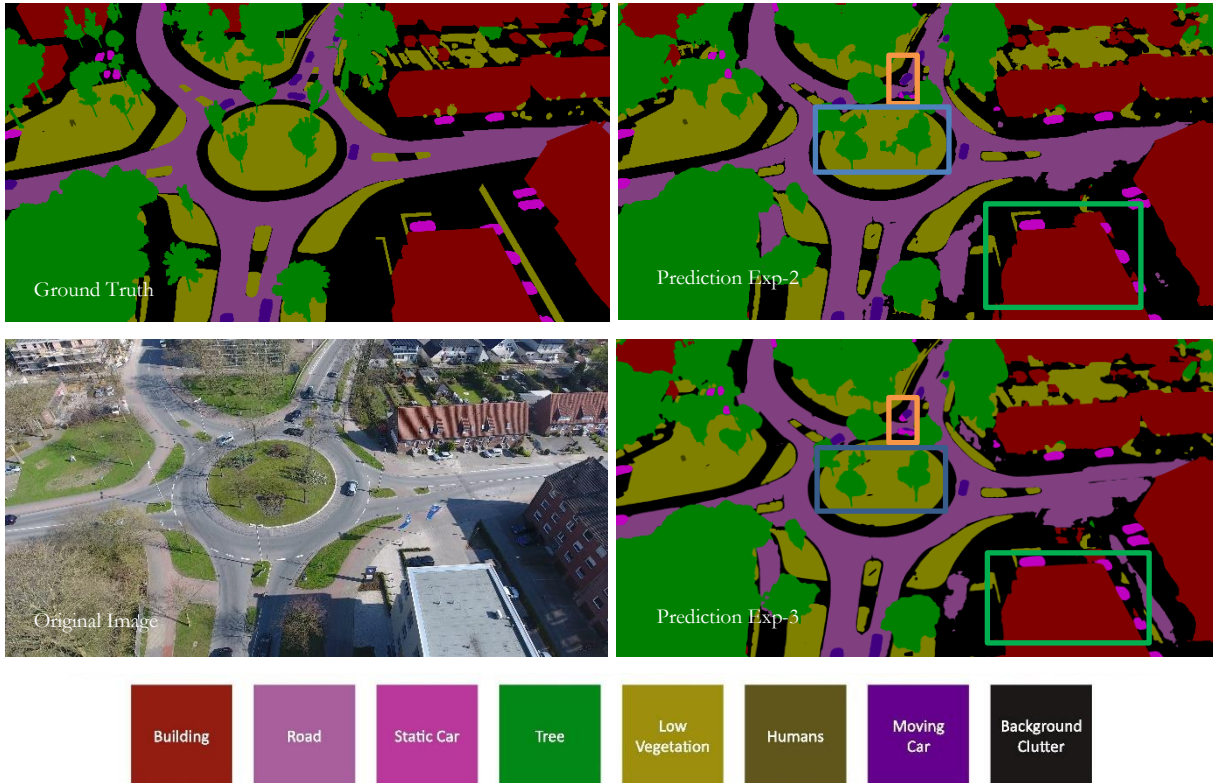 Ground Truth
Prediction Exp-2
Original Image
Prediction Exp-3
Building
Road
Static Car
Tree
Low
Vegetation
Humans
Moving
Car
Background
Clutter